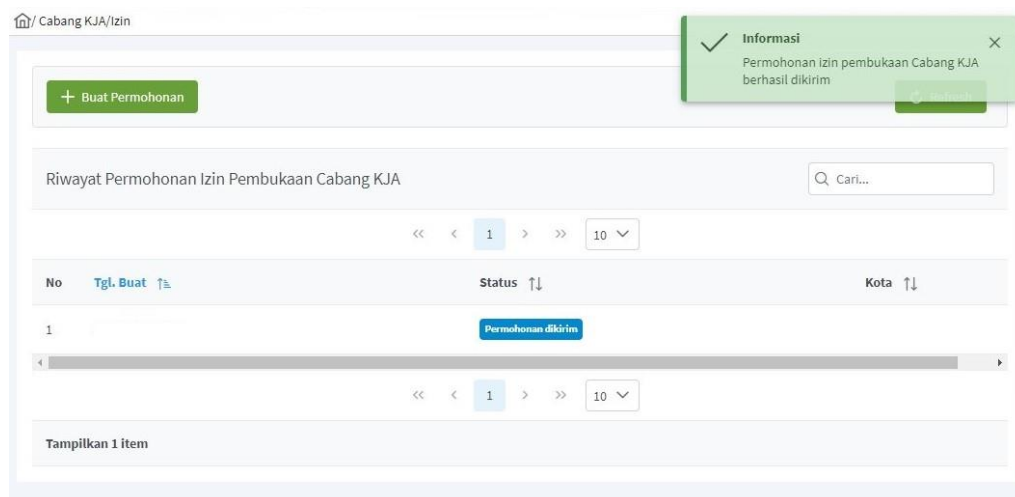 / Cabang KJA/Izin
Informasi
Permohonan izin pembukaan Cabang KJA
berhasil dikirim
+ Buat Permohonan
Refresh
Riwayat Permohonan Izin Pembukaan Cabang KJA
Cari...
<< < 1 > >> 10
No Tgl. Buat Status Kota
1 Permohonan dikirim
<< < 1 > >> 10
Tampilkan 1 item